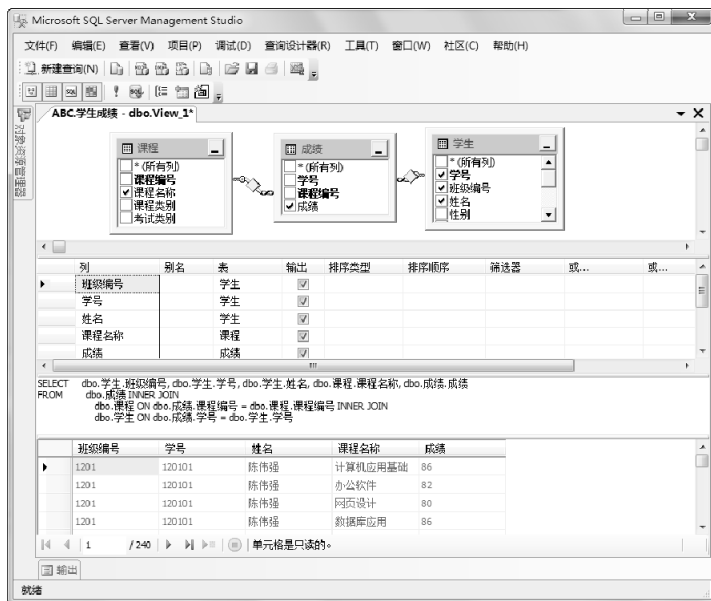 Microsoft SQL Server Management Studio
文件(F) 编辑(E) 查看(V) 项目(P) 调试(D) 查询设计器(R) 工具(T) 窗口(W) 社区(C) 帮助(H)
新建查询(N)
ABC.学生成绩 - dbo.View_1*
对象资源管理器
课程
* (所有列)
课程编号
课程名称
课程类别
考试类别
成绩
* (所有列)
学号
课程编号
成绩
学生
* (所有列)
学号
班级编号
姓名
性别
列 别名 表 输出 排序类型 排序顺序 筛选器 或... 或...
班级编号 学生
学号 学生
姓名 学生
课程名称 课程
成绩 成绩
SELECT dbo.学生.班级编号, dbo.学生.学号, dbo.学生.姓名, dbo.课程.课程名称, dbo.成绩.成绩
FROM dbo.成绩 INNER JOIN
dbo.课程 ON dbo.成绩.课程编号 = dbo.课程.课程编号 INNER JOIN
dbo.学生 ON dbo.成绩.学号 = dbo.学生.学号
班级编号 学号 姓名 课程名称 成绩
1201 120101 陈伟强 计算机应用基础 86
1201 120101 陈伟强 办公软件 82
1201 120101 陈伟强 网页设计 80
1201 120101 陈伟强 数据库应用 86
1 / 240 单元格是只读的。
输出
就绪